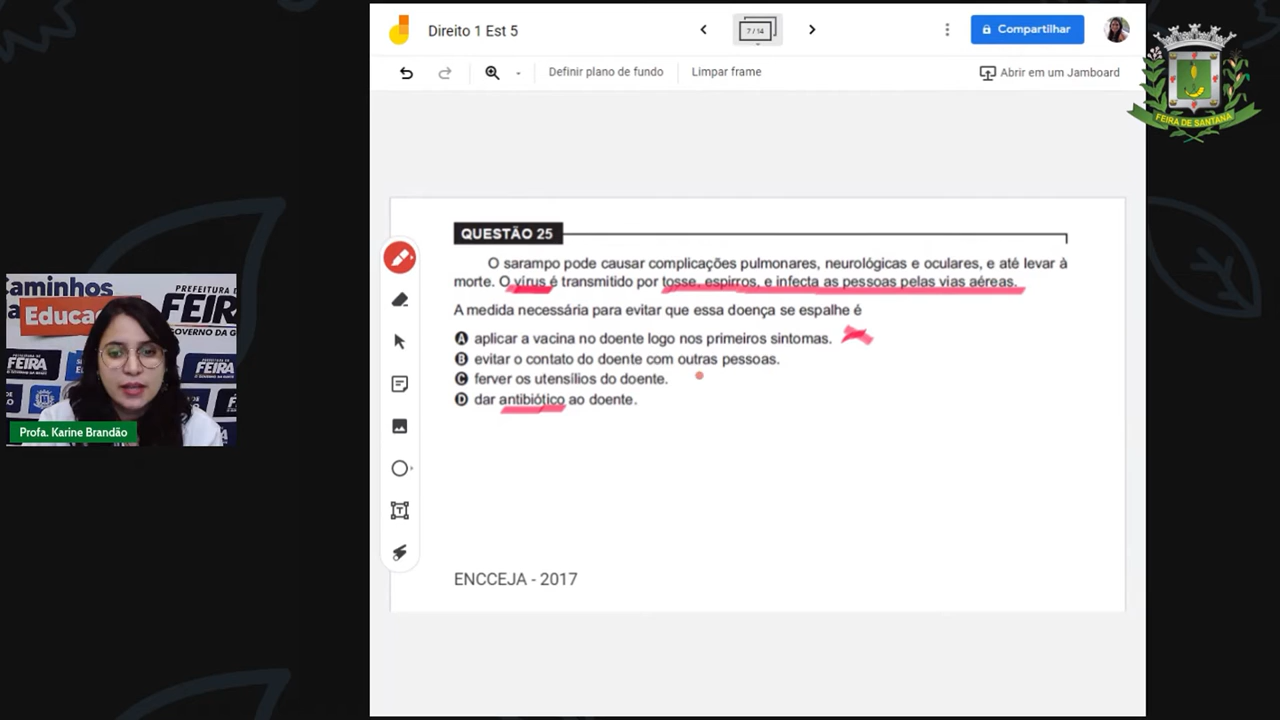 Direito 1 Est 5
7 / 14
Compartilhar
Definir plano de fundo
Limpar frame
Abrir em um Jamboard
FEIRA DE SANTANA
QUESTÃO 25
O sarampo pode causar complicações pulmonares, neurológicas e oculares, e até levar à
morte. O vírus é transmitido por tosse, espirros, e infecta as pessoas pelas vias aéreas.
A medida necessária para evitar que essa doença se espalhe é
A aplicar a vacina no doente logo nos primeiros sintomas.
B evitar o contato do doente com outras pessoas.
C ferver os utensílios do doente.
D dar antibiótico ao doente.
ENCCEJA - 2017
Caminhos
Educa
PREFEITURA D
FEIR
GOVERNO DA G
FEIRA
FEIRA
Profa. Karine Brandão